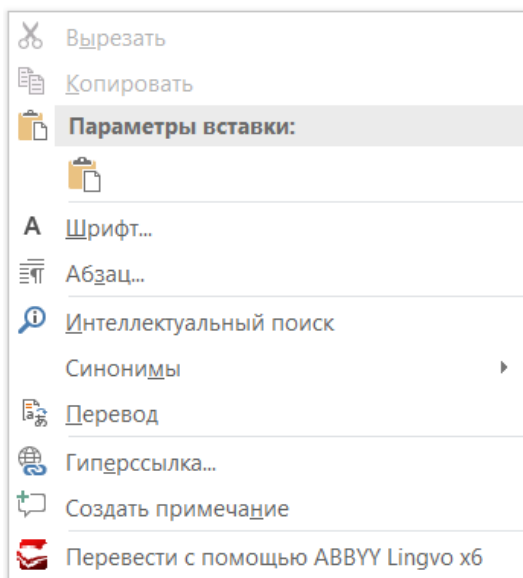 Вырезать
Копировать
Параметры вставки:
Шрифт...
Абзац...
Интеллектуальный поиск
Синонимы
Перевод
Гиперссылка...
Создать примечание
Перевести с помощью ABBYY Lingvo x6